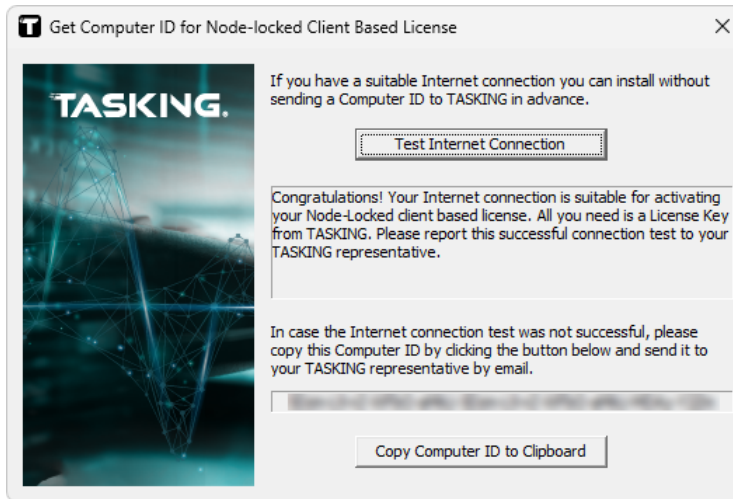 Get Computer ID for Node-locked Client Based License
TASKING.
If you have a suitable Internet connection you can install without
sending a Computer ID to TASKING in advance.
Test Internet Connection
Congratulations! Your Internet connection is suitable for activating
your Node-Locked client based license. All you need is a License Key
from TASKING. Please report this successful connection test to your
TASKING representative.
In case the Internet connection test was not successful, please
copy this Computer ID by clicking the button below and send it to
your TASKING representative by email.
Copy Computer ID to Clipboard